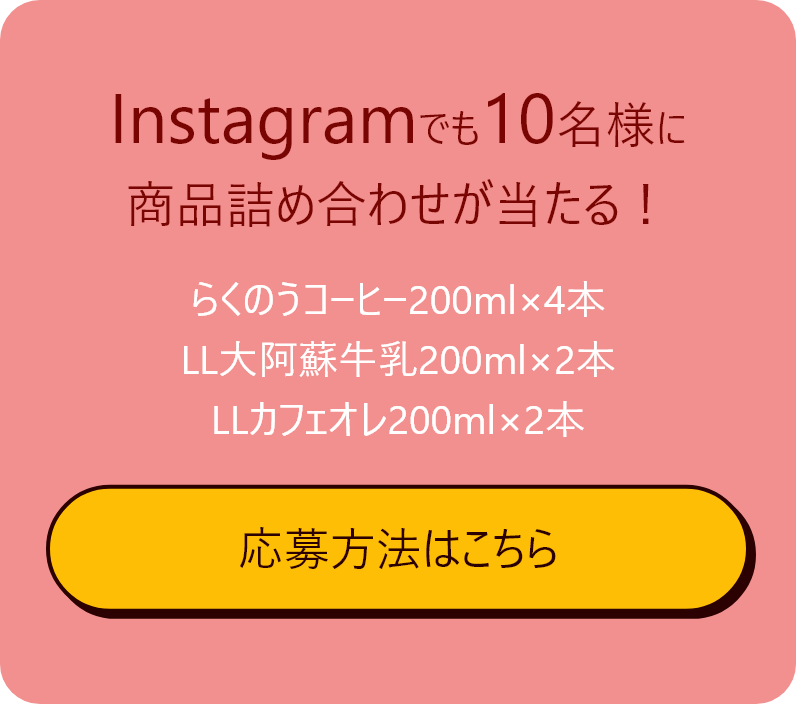 Instagramでも10名様に
商品詰め合わせが当たる！
らくのうコーヒー200ml×4本
LL大阿蘇牛乳200ml×2本
LLカフェオレ200ml×2本
応募方法はこちら